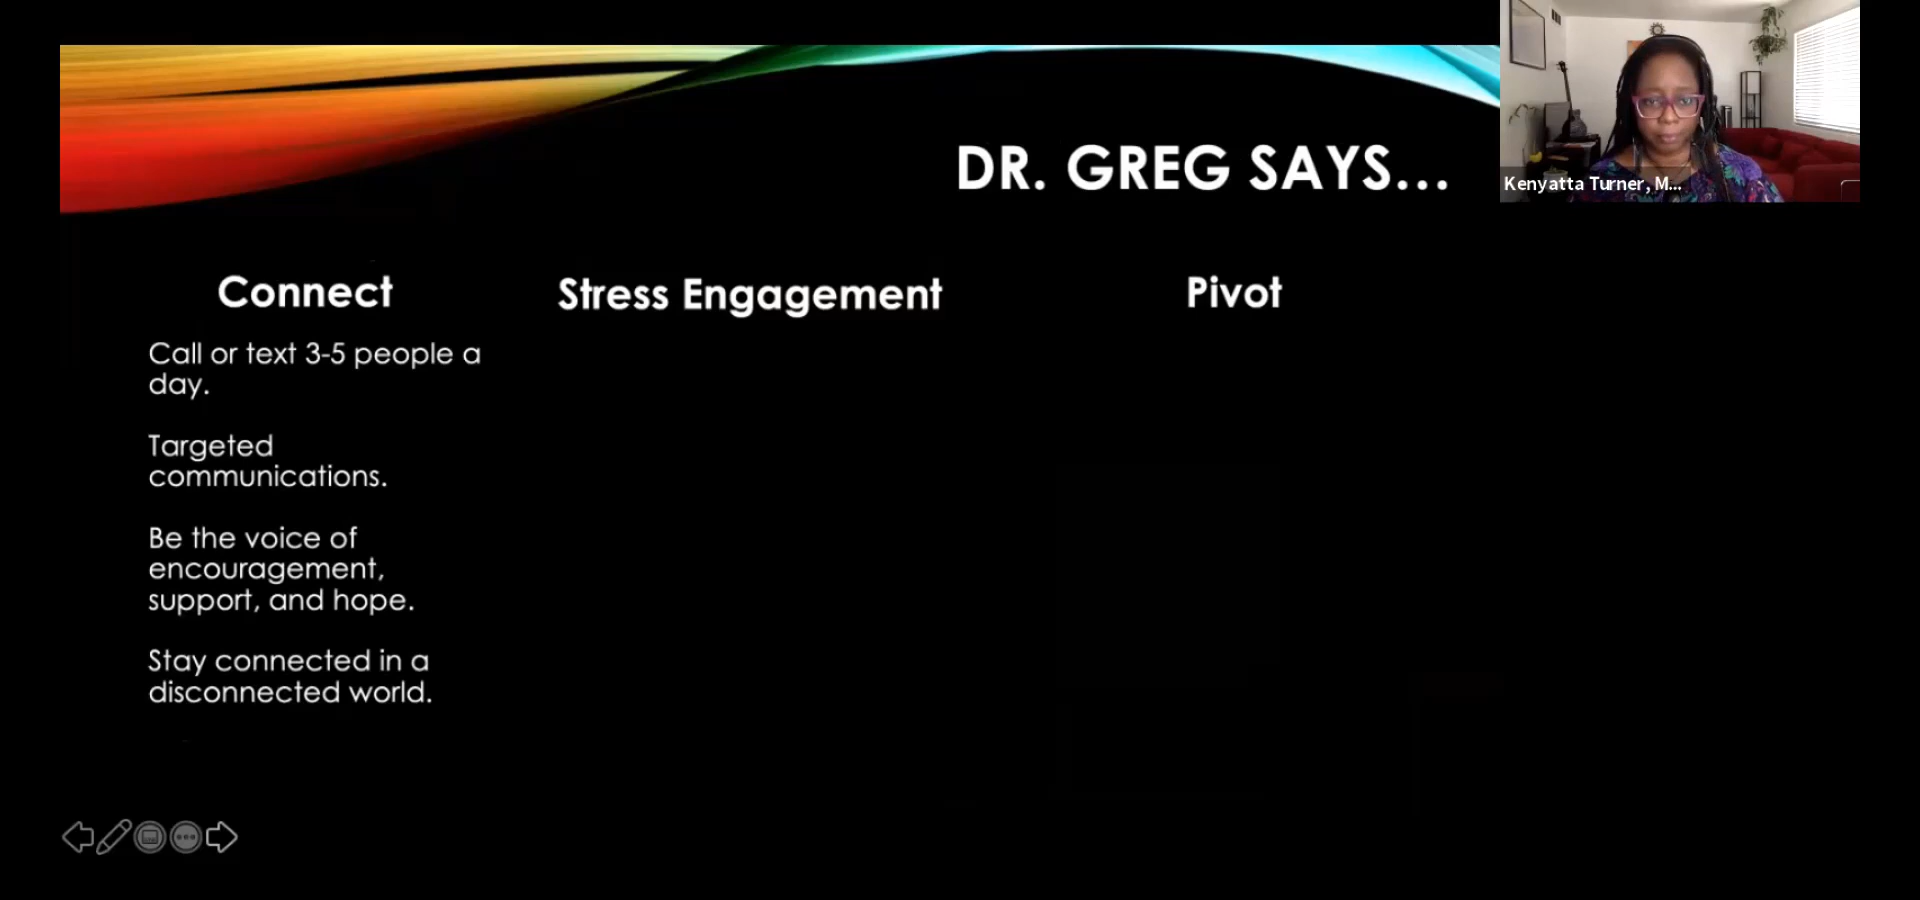 DR. GREG SAYS...
Kenyatta Turner, M...
Connect
Call or text 3-5 people a
day.
Targeted
communications.
Be the voice of
encouragement,
support, and hope.
Stay connected in a
disconnected world.
Stress Engagement
Pivot